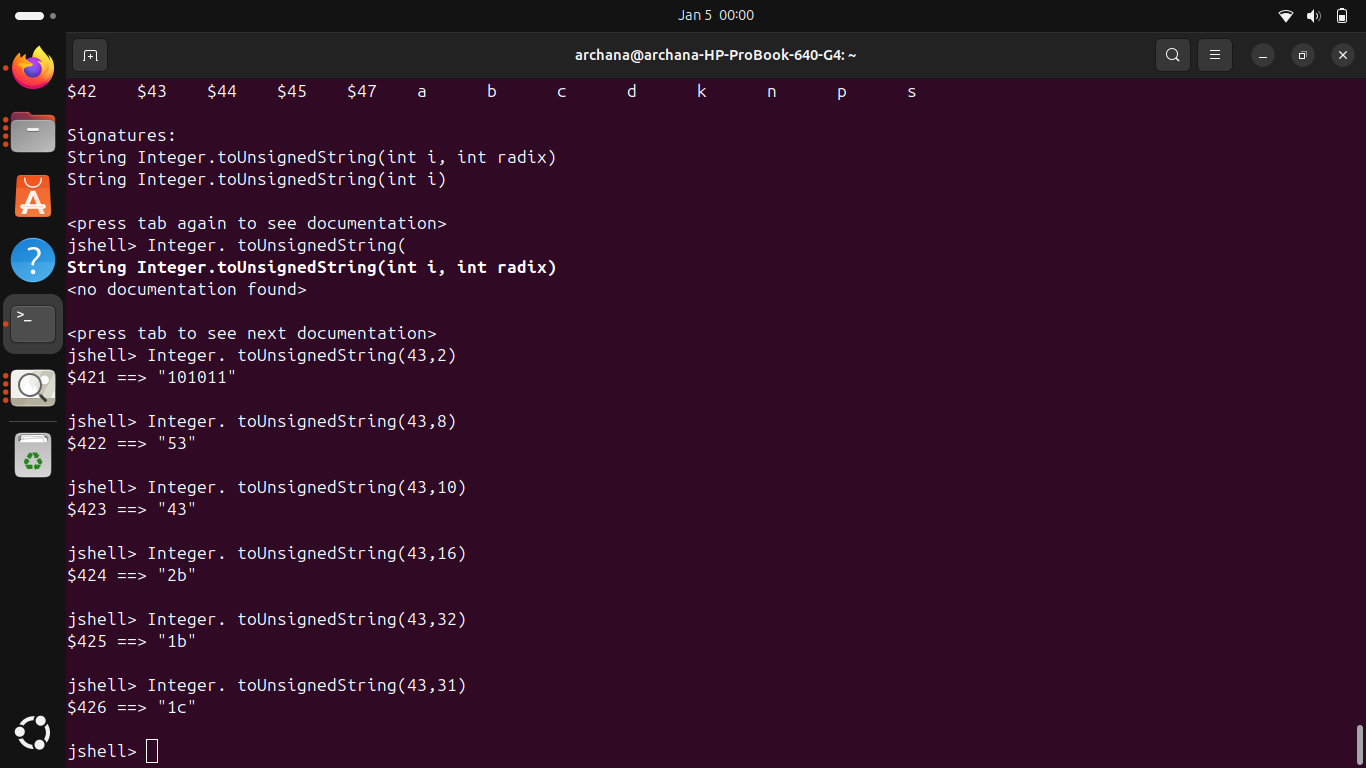 Jan 5 00:00
archana@archana-HP-ProBook-640-G4: ~
$42 $43 $44 $45 $47 a b c d k n p s
Signatures:
String Integer.toUnsignedString(int i, int radix)
String Integer.toUnsignedString(int i)
<press tab again to see documentation>
jshell> Integer. toUnsignedString(
String Integer.toUnsignedString(int i, int radix)
<no documentation found>
<press tab to see next documentation>
jshell> Integer. toUnsignedString(43,2)
$421 ==> "101011"
jshell> Integer. toUnsignedString(43,8)
$422 ==> "53"
jshell> Integer. toUnsignedString(43,10)
$423 ==> "43"
jshell> Integer. toUnsignedString(43,16)
$424 ==> "2b"
jshell> Integer. toUnsignedString(43,32)
$425 ==> "1b"
jshell> Integer. toUnsignedString(43,31)
$426 ==> "1c"
jshell>